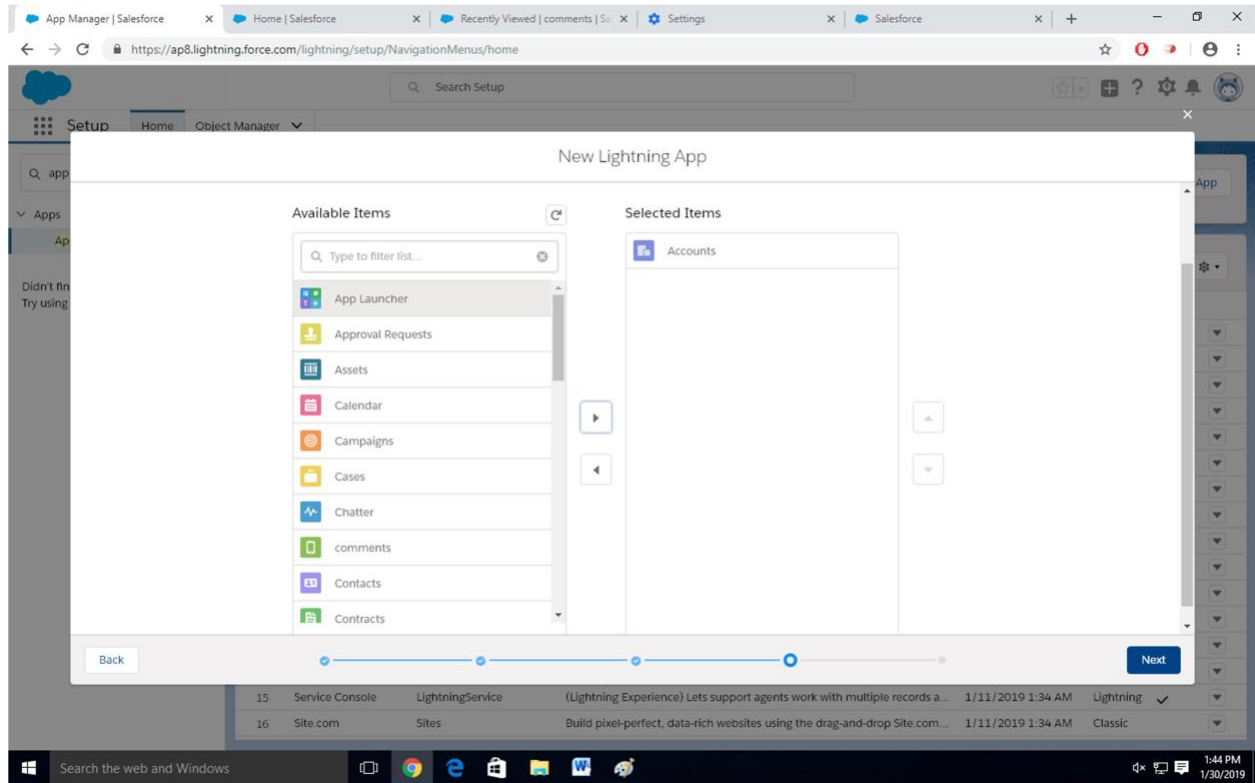 App Manager | Salesforce
Home | Salesforce
Recently Viewed | comments | Sa
Settings
Salesforce
https://ap8.lightning.force.com/lightning/setup/NavigationMenus/home
Search Setup
Setup
Home
Object Manager
New Lightning App
app
App
Apps
Ap
Didn't fin
Try using
Available Items
Selected Items
Type to filter list...
Accounts
App Launcher
Approval Requests
Assets
Calendar
Campaigns
Cases
Chatter
comments
Contacts
Contracts
Back
Next
15 Service Console LightningService (Lightning Experience) Lets support agents work with multiple records a... 1/11/2019 1:34 AM Lightning
16 Site.com Sites Build pixel-perfect, data-rich websites using the drag-and-drop Site.com... 1/11/2019 1:34 AM Classic
Search the web and Windows
1:44 PM
1/30/2019